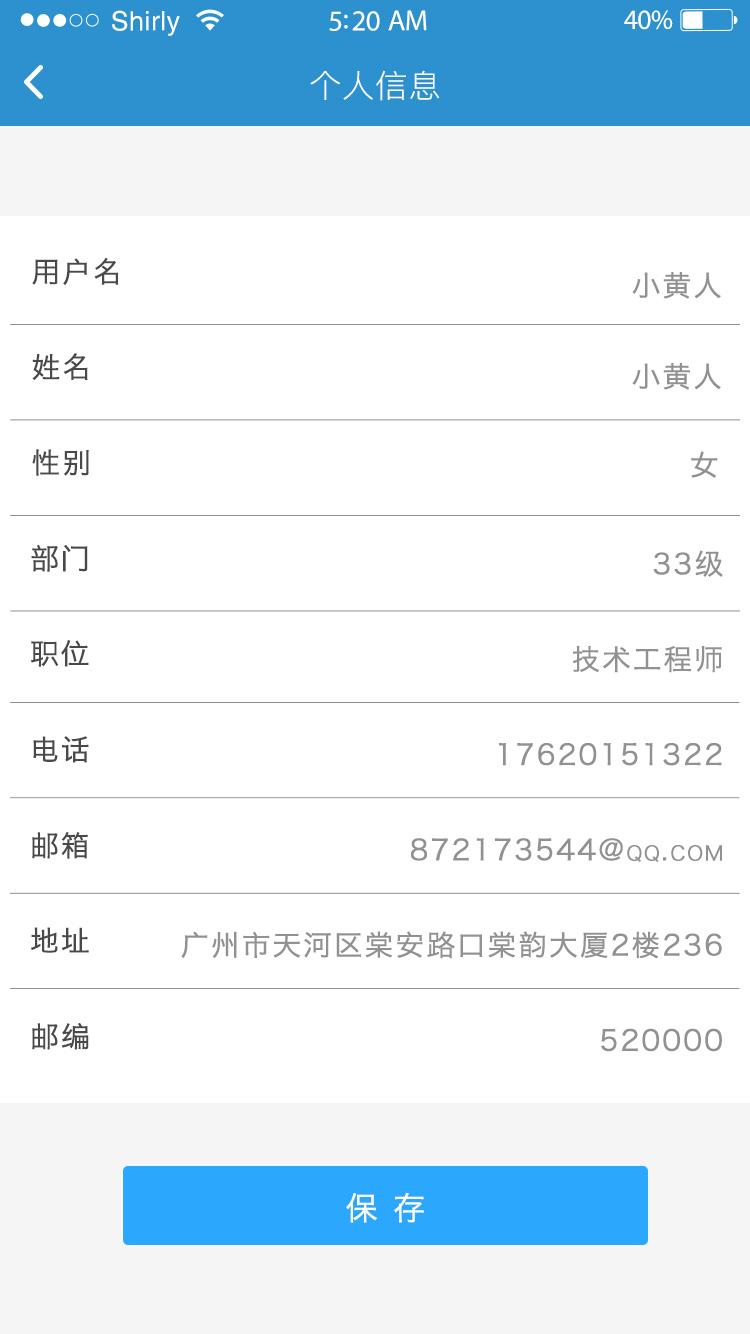 Shirly 5:20 AM 40%
个人信息
用户名 小黄人
姓名 小黄人
性别 女
部门 33级
职位 技术工程师
电话 17620151322
邮箱 872173544@QQ.COM
地址 广州市天河区棠安路口棠韵大厦2楼236
邮编 520000
保存